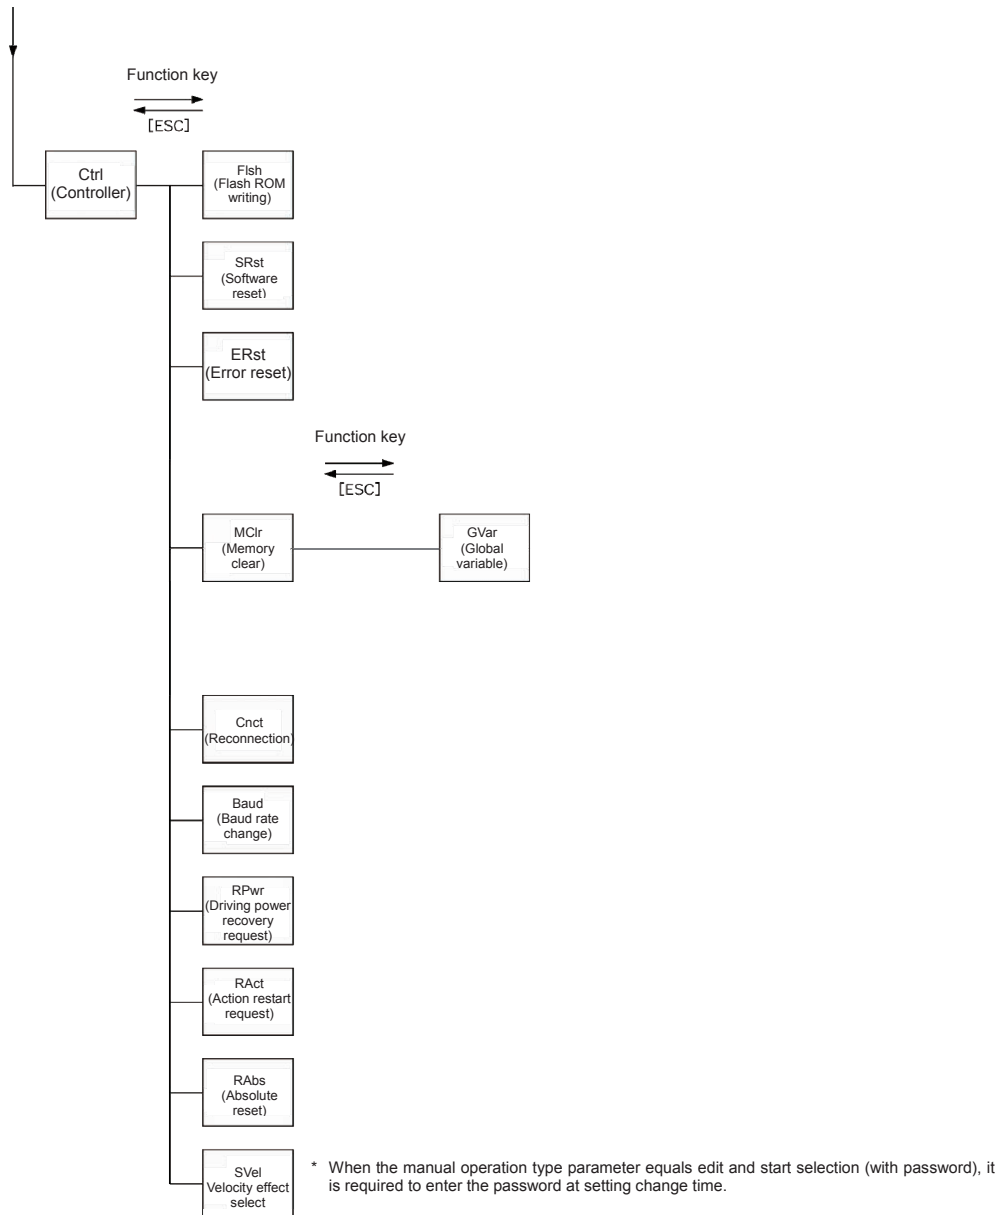 Function key
[ESC]
Ctrl
(Controller)
Flsh
(Flash ROM
writing)
SRst
(Software
reset)
ERst
(Error reset)
Function key
[ESC]
MClr
(Memory
clear)
GVar
(Global
variable)
Cnct
(Reconnection)
Baud
(Baud rate
change)
RPwr
(Driving power
recovery
request)
RAct
(Action restart
request)
RAbs
(Absolute
reset)
SVel
Velocity effect
select
* When the manual operation type parameter equals edit and start selection (with password), it
is required to enter the password at setting change time.